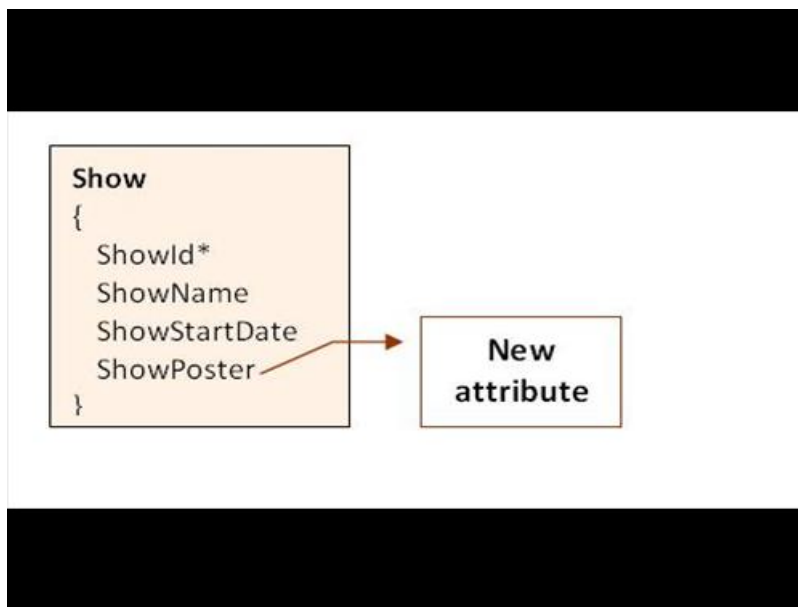 Show
{
ShowId*
ShowName
ShowStartDate
ShowPoster
}
New
attribute